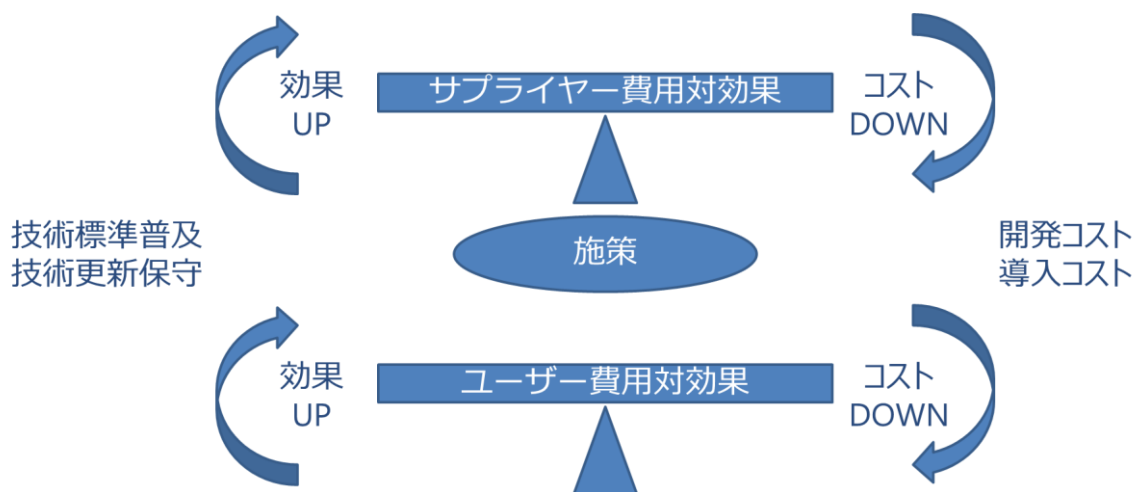 効果
UP
サプライヤー費用対効果
コスト
DOWN
技術標準普及
技術更新保守
施策
開発コスト
導入コスト
効果
UP
ユーザー費用対効果
コスト
DOWN